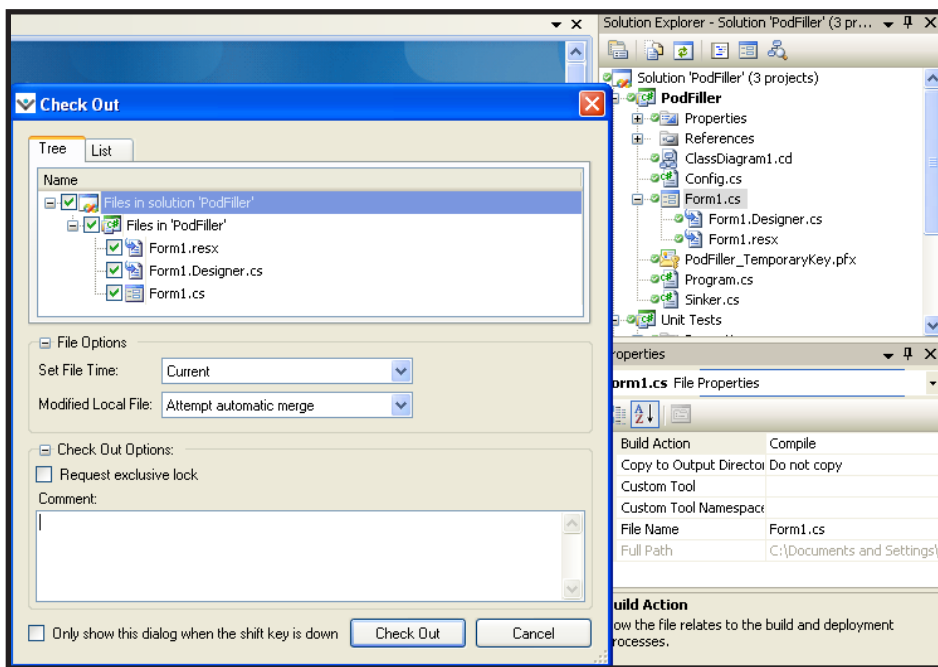 Check Out
Tree
List
Name
Files in solution 'PodFiller'
Files in 'PodFiller'
Form1.resx
Form1.Designer.cs
Form1.cs
File Options
Set File Time:
Current
Modified Local File:
Attempt automatic merge
Check Out Options:
Request exclusive lock
Comment:
Only show this dialog when the shift key is down
Check Out
Cancel
Solution Explorer - Solution 'PodFiller' (3 pr...
Solution 'PodFiller' (3 projects)
PodFiller
Properties
References
ClassDiagram1.cd
Config.cs
Form1.cs
Form1.Designer.cs
Form1.resx
PodFiller_TemporaryKey.pfx
Program.cs
Sinker.cs
Unit Tests
roperties
orm1.cs File Properties
Build Action Compile
Copy to Output Director Do not copy
Custom Tool
Custom Tool Namespace
File Name Form1.cs
Full Path C:\Documents and Settings\
uild Action
ow the file relates to the build and deployment
rocesses.